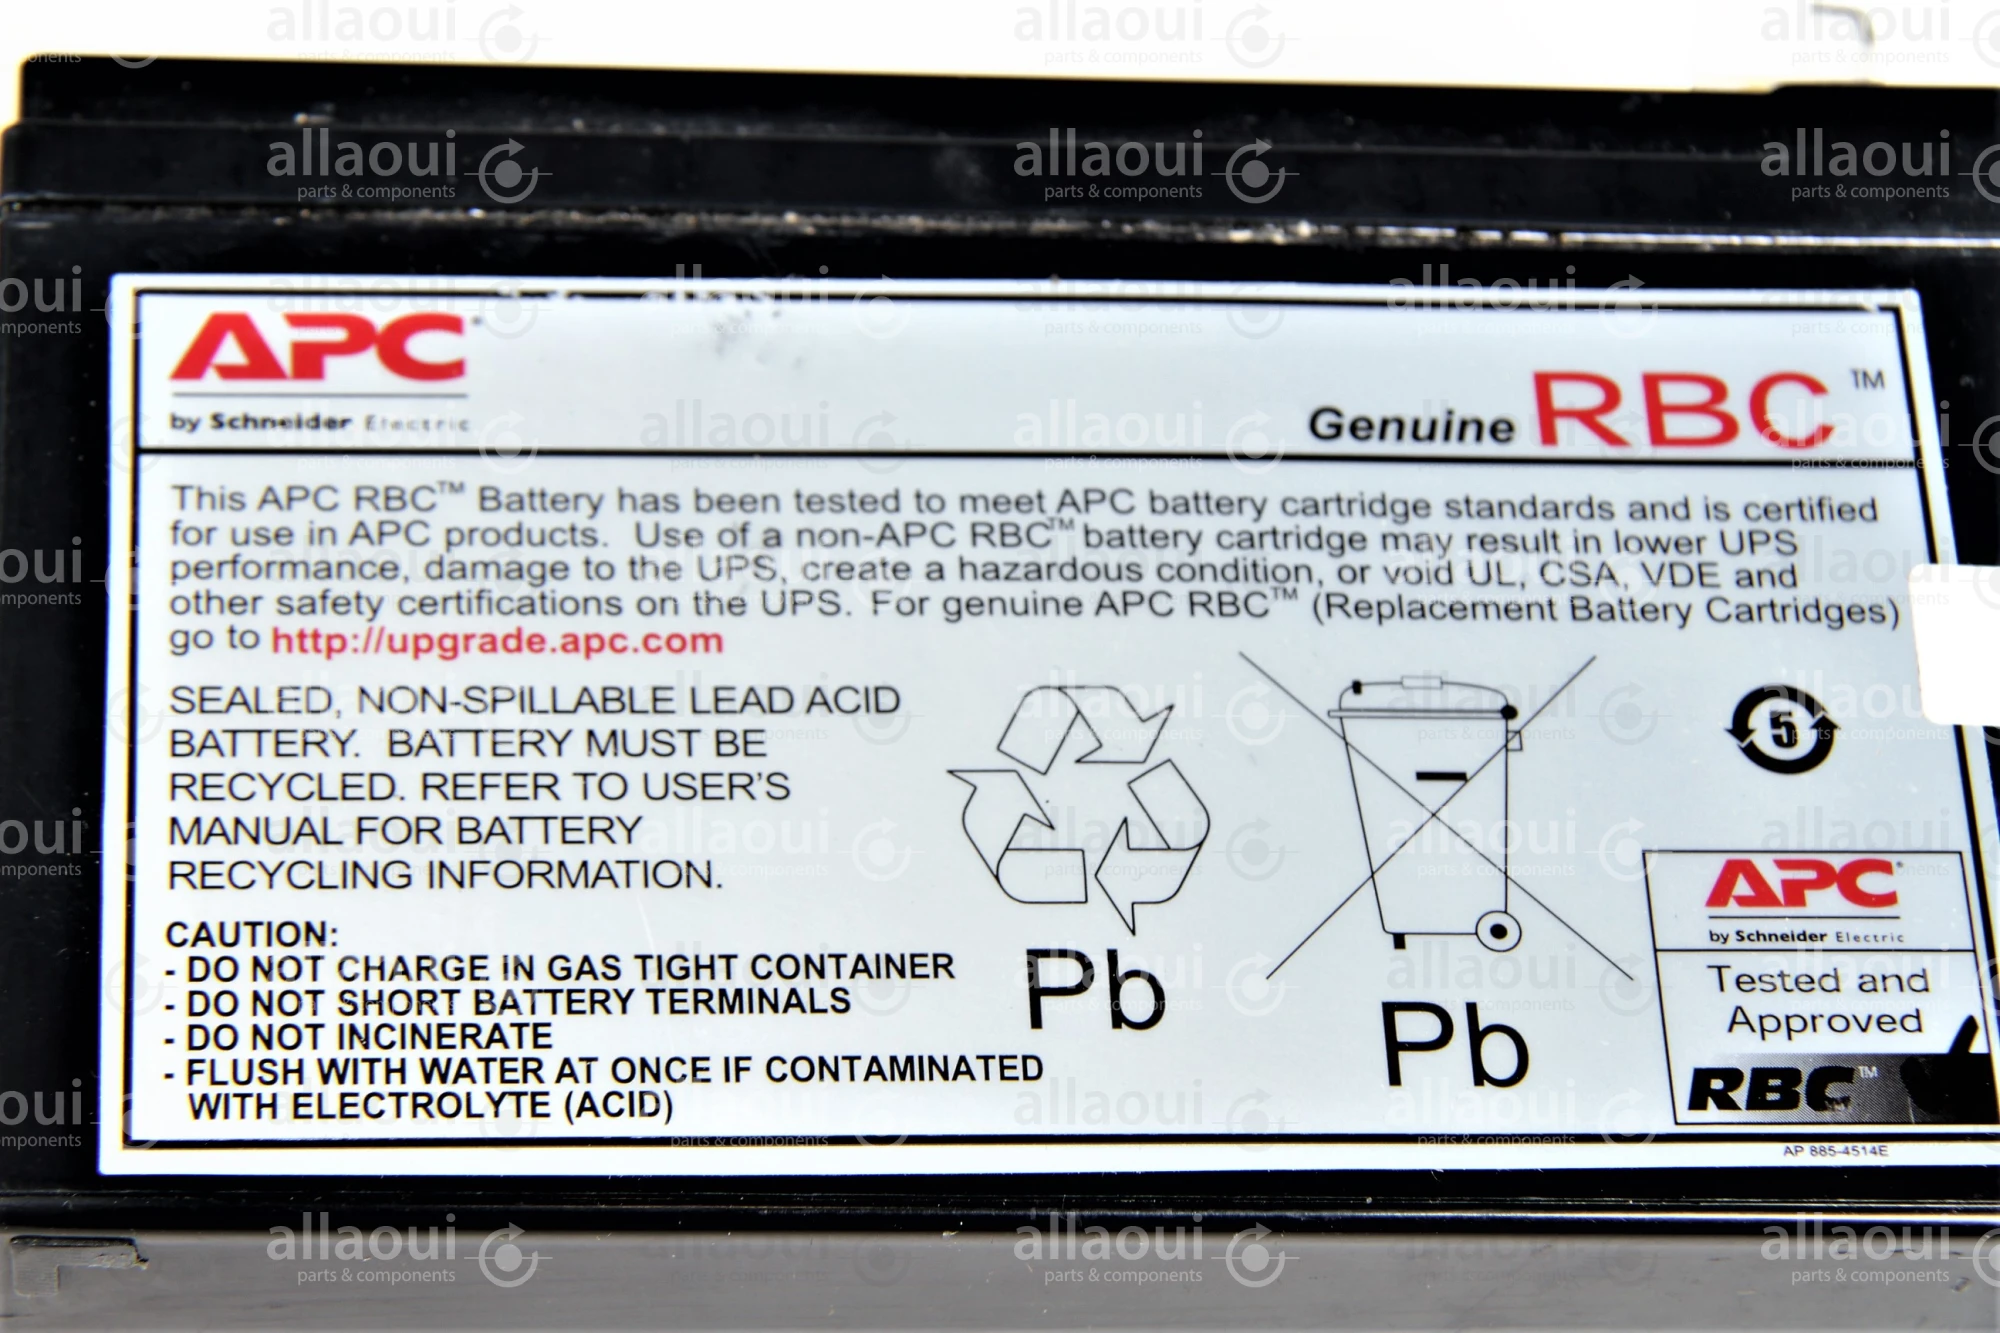 APC
by Schneider Electric
Genuine RBC™
This APC RBC™ Battery has been tested to meet APC battery cartridge standards and is certified
for use in APC products. Use of a non-APC RBC™ battery cartridge may result in lower UPS
performance, damage to the UPS, create a hazardous condition, or void UL, CSA, VDE and
other safety certifications on the UPS. For genuine APC RBC™ (Replacement Battery Cartridges)
go to http://upgrade.apc.com
SEALED, NON-SPILLABLE LEAD ACID
BATTERY. BATTERY MUST BE
RECYCLED. REFER TO USER'S
MANUAL FOR BATTERY
RECYCLING INFORMATION.
CAUTION:
- DO NOT CHARGE IN GAS TIGHT CONTAINER
- DO NOT SHORT BATTERY TERMINALS
- DO NOT INCINERATE
- FLUSH WITH WATER AT ONCE IF CONTAMINATED
WITH ELECTROLYTE (ACID)
Pb
Pb
5
APC
by Schneider Electric
Tested and
Approved
RBC™
AP 885-4514E
allaoui
parts & components